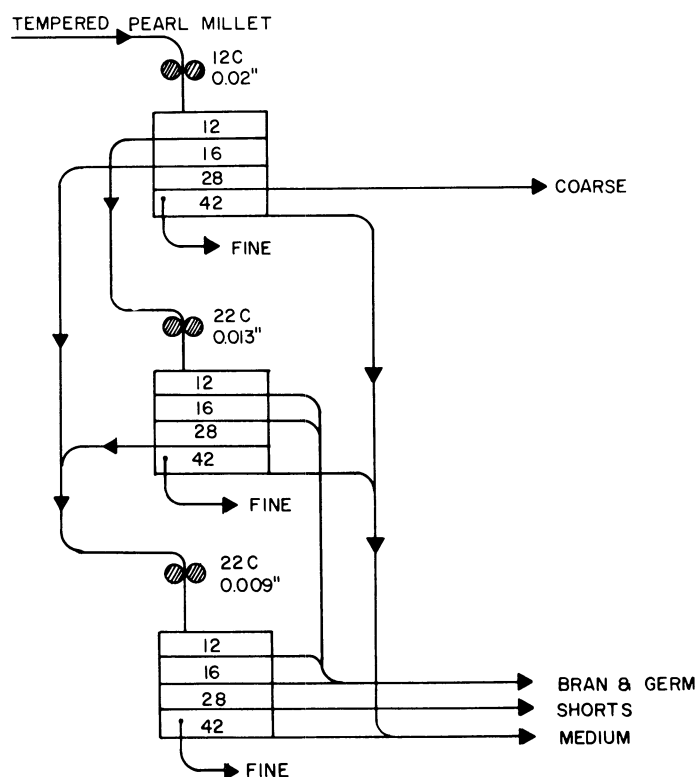 TEMPERED PEARL MILLET
12C
0.02"
12
16
28
42
COARSE
FINE
22C
0.013"
12
16
28
42
FINE
22C
0.009"
12
16
28
42
BRAN & GERM
SHORTS
MEDIUM
FINE